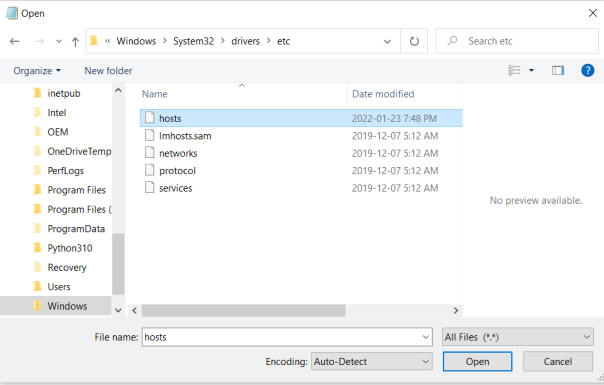 Open
« Windows > System32 > drivers > etc
Search etc
Organize
New folder
?
inetpub
Intel
OEM
OneDriveTemp
PerfLogs
Program Files
Program Files (
ProgramData
Python310
Recovery
Users
Windows
Name Date modified
hosts 2022-01-23 7:48 PM
lmhosts.sam 2019-12-07 5:12 AM
networks 2019-12-07 5:12 AM
protocol 2019-12-07 5:12 AM
services 2019-12-07 5:12 AM
No preview available.
File name: hosts
All Files (*.*)
Encoding: Auto-Detect
Open
Cancel